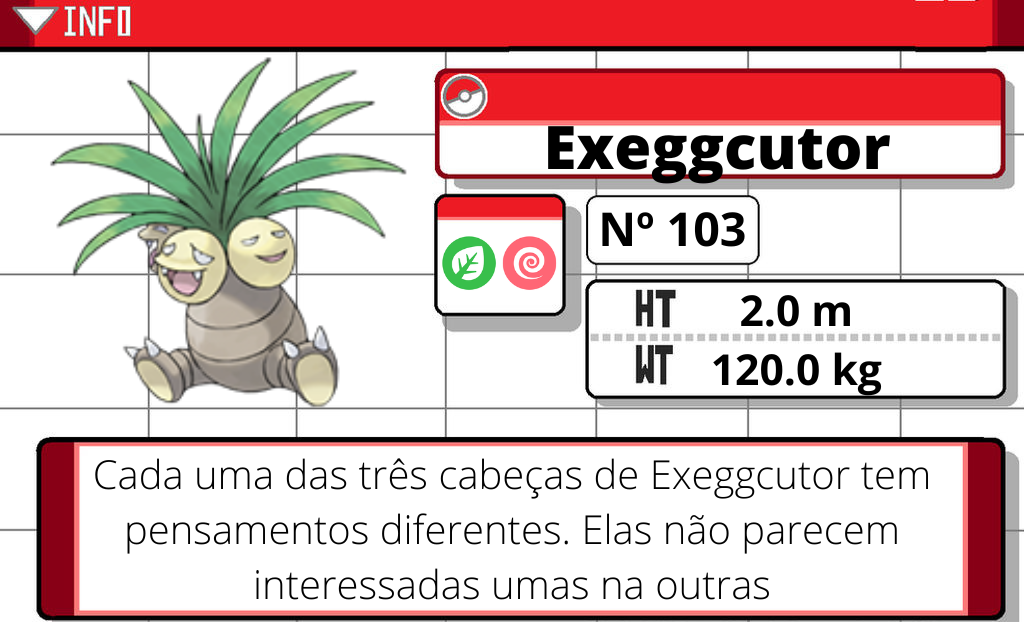 INFO
Exeggcutor
Nº 103
HT 2.0 m
WT 120.0 kg
Cada uma das três cabeças de Exeggcutor tem
pensamentos diferentes. Elas não parecem
interessadas umas na outras